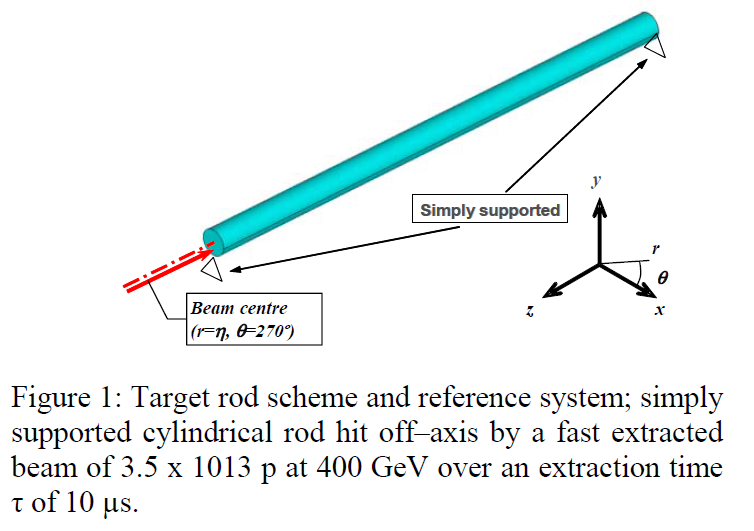 Simply supported
y
r
θ
z
x
Beam centre
(r=η, θ=270º)
Figure 1: Target rod scheme and reference system; simply
supported cylindrical rod hit off–axis by a fast extracted
beam of 3.5 x 1013 p at 400 GeV over an extraction time
τ of 10 μs.